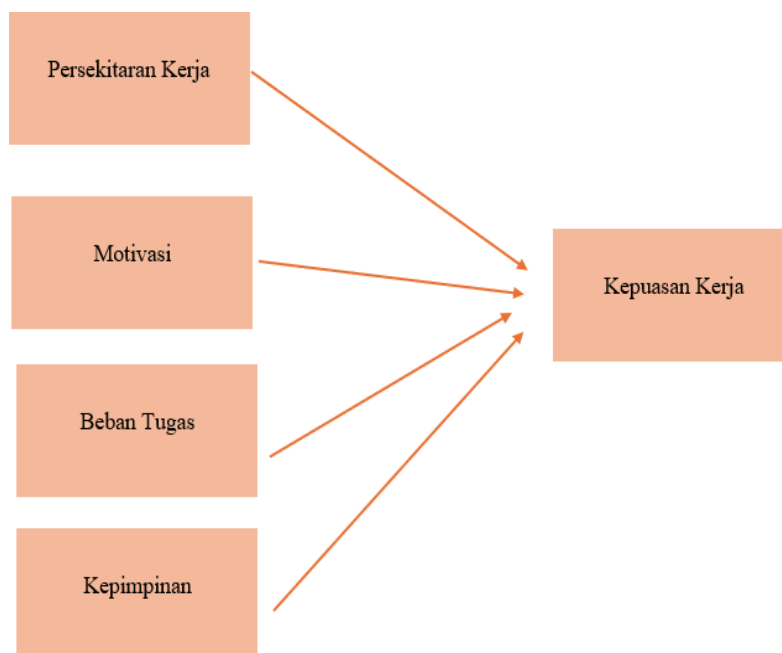 Persekitaran Kerja
Motivasi
Kepuasan Kerja
Beban Tugas
Kepimpinan